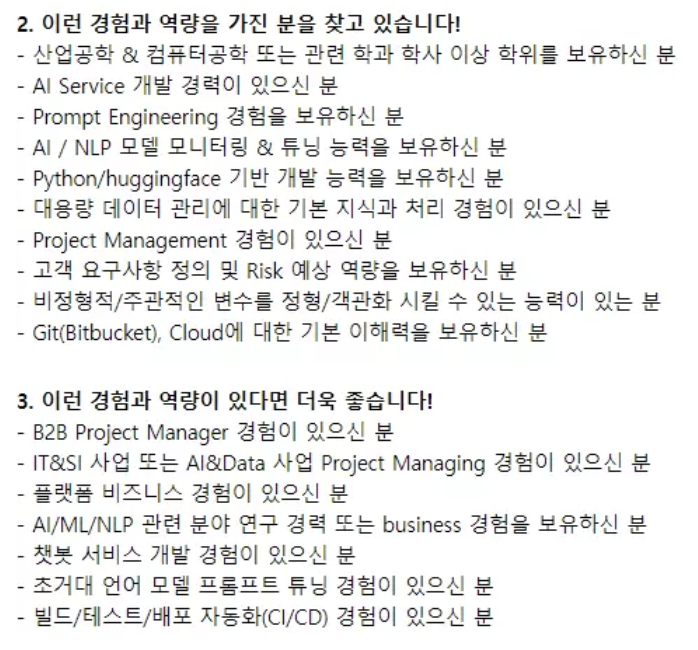 2. 이런 경험과 역량을 가진 분을 찾고 있습니다!
- 산업공학 & 컴퓨터공학 또는 관련 학과 학사 이상 학위를 보유하신 분
- AI Service 개발 경력이 있으신 분
- Prompt Engineering 경험을 보유하신 분
- AI / NLP 모델 모니터링 & 튜닝 능력을 보유하신 분
- Python/huggingface 기반 개발 능력을 보유하신 분
- 대용량 데이터 관리에 대한 기본 지식과 처리 경험이 있으신 분
- Project Management 경험이 있으신 분
- 고객 요구사항 정의 및 Risk 예상 역량을 보유하신 분
- 비정형적/주관적인 변수를 정형/객관화 시킬 수 있는 능력이 있는 분
- Git(Bitbucket), Cloud에 대한 기본 이해력을 보유하신 분
3. 이런 경험과 역량이 있다면 더욱 좋습니다!
- B2B Project Manager 경험이 있으신 분
- IT&SI 사업 또는 AI&Data 사업 Project Managing 경험이 있으신 분
- 플랫폼 비즈니스 경험이 있으신 분
- AI/ML/NLP 관련 분야 연구 경력 또는 business 경험을 보유하신 분
- 챗봇 서비스 개발 경험이 있으신 분
- 초거대 언어 모델 프롬프트 튜닝 경험이 있으신 분
- 빌드/테스트/배포 자동화(CI/CD) 경험이 있으신 분